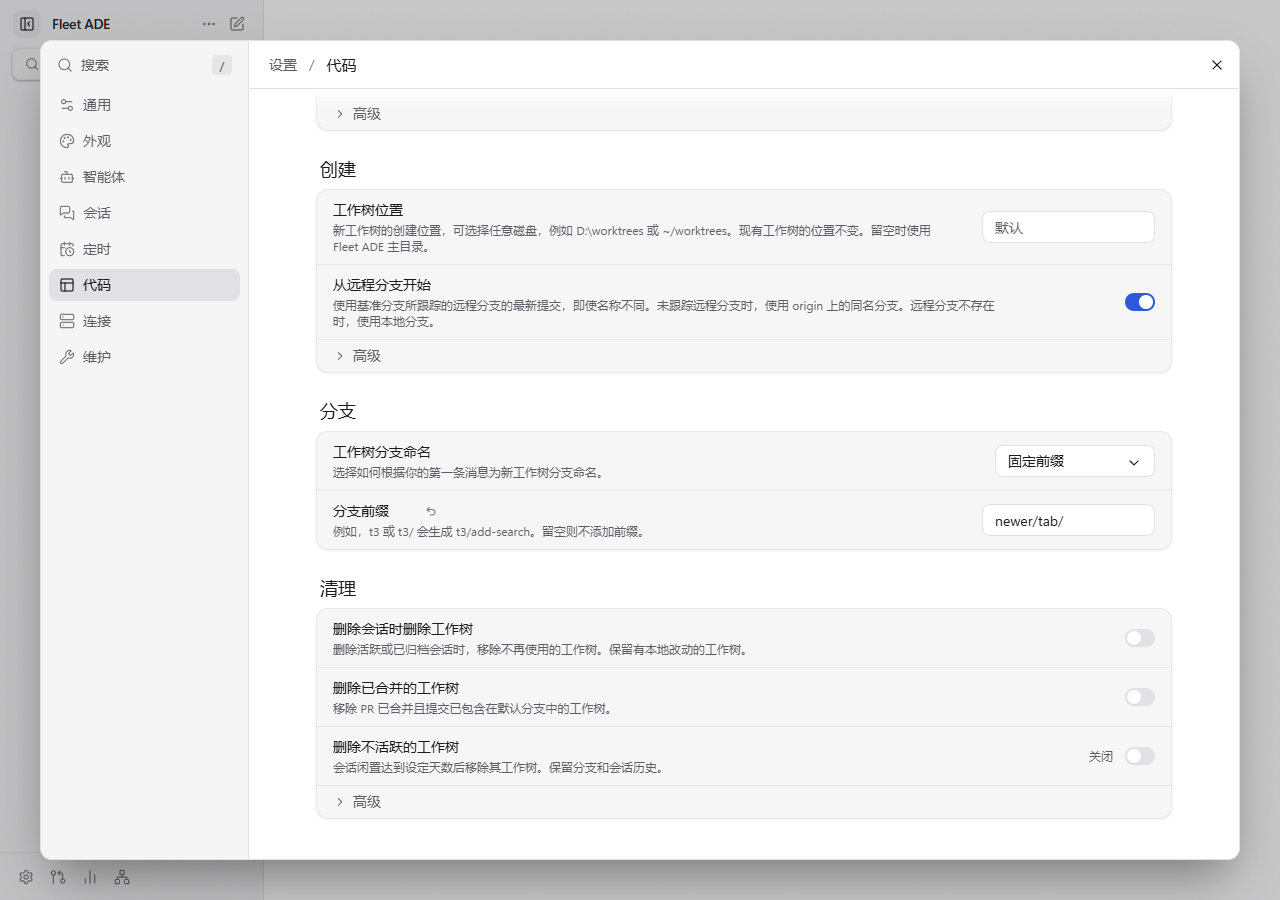 Fleet ADE
搜索
/
通用
外观
智能体
会话
定时
代码
连接
维护
设置 / 代码
高级
创建
工作树位置
新工作树的创建位置，可选择任意磁盘，例如 D:\worktrees 或 ~/worktrees。现有工作树的位置不变。留空时使用
Fleet ADE 主目录。
默认
从远程分支开始
使用基准分支所跟踪的远程分支的最新提交，即使名称不同。未跟踪远程分支时，使用 origin 上的同名分支。远程分支不存在
时，使用本地分支。
高级
分支
工作树分支命名
选择如何根据你的第一条消息为新工作树分支命名。
固定前缀
分支前缀
例如，t3 或 t3/ 会生成 t3/add-search。留空则不添加前缀。
newer/tab/
清理
删除会话时删除工作树
删除活跃或已归档会话时，移除不再使用的工作树。保留有本地改动的工作树。
删除已合并的工作树
移除 PR 已合并且提交已包含在默认分支中的工作树。
删除不活跃的工作树
会话闲置达到设定天数后移除其工作树。保留分支和会话历史。
关闭
高级